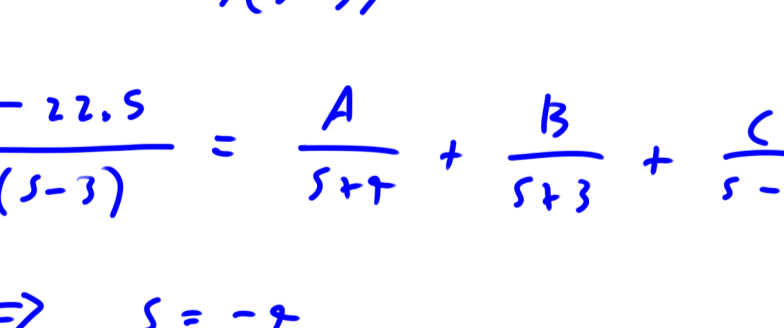 - 22.5 / (s-3) = A / s+4 + B / s+3 + C / s -
=> s = -4